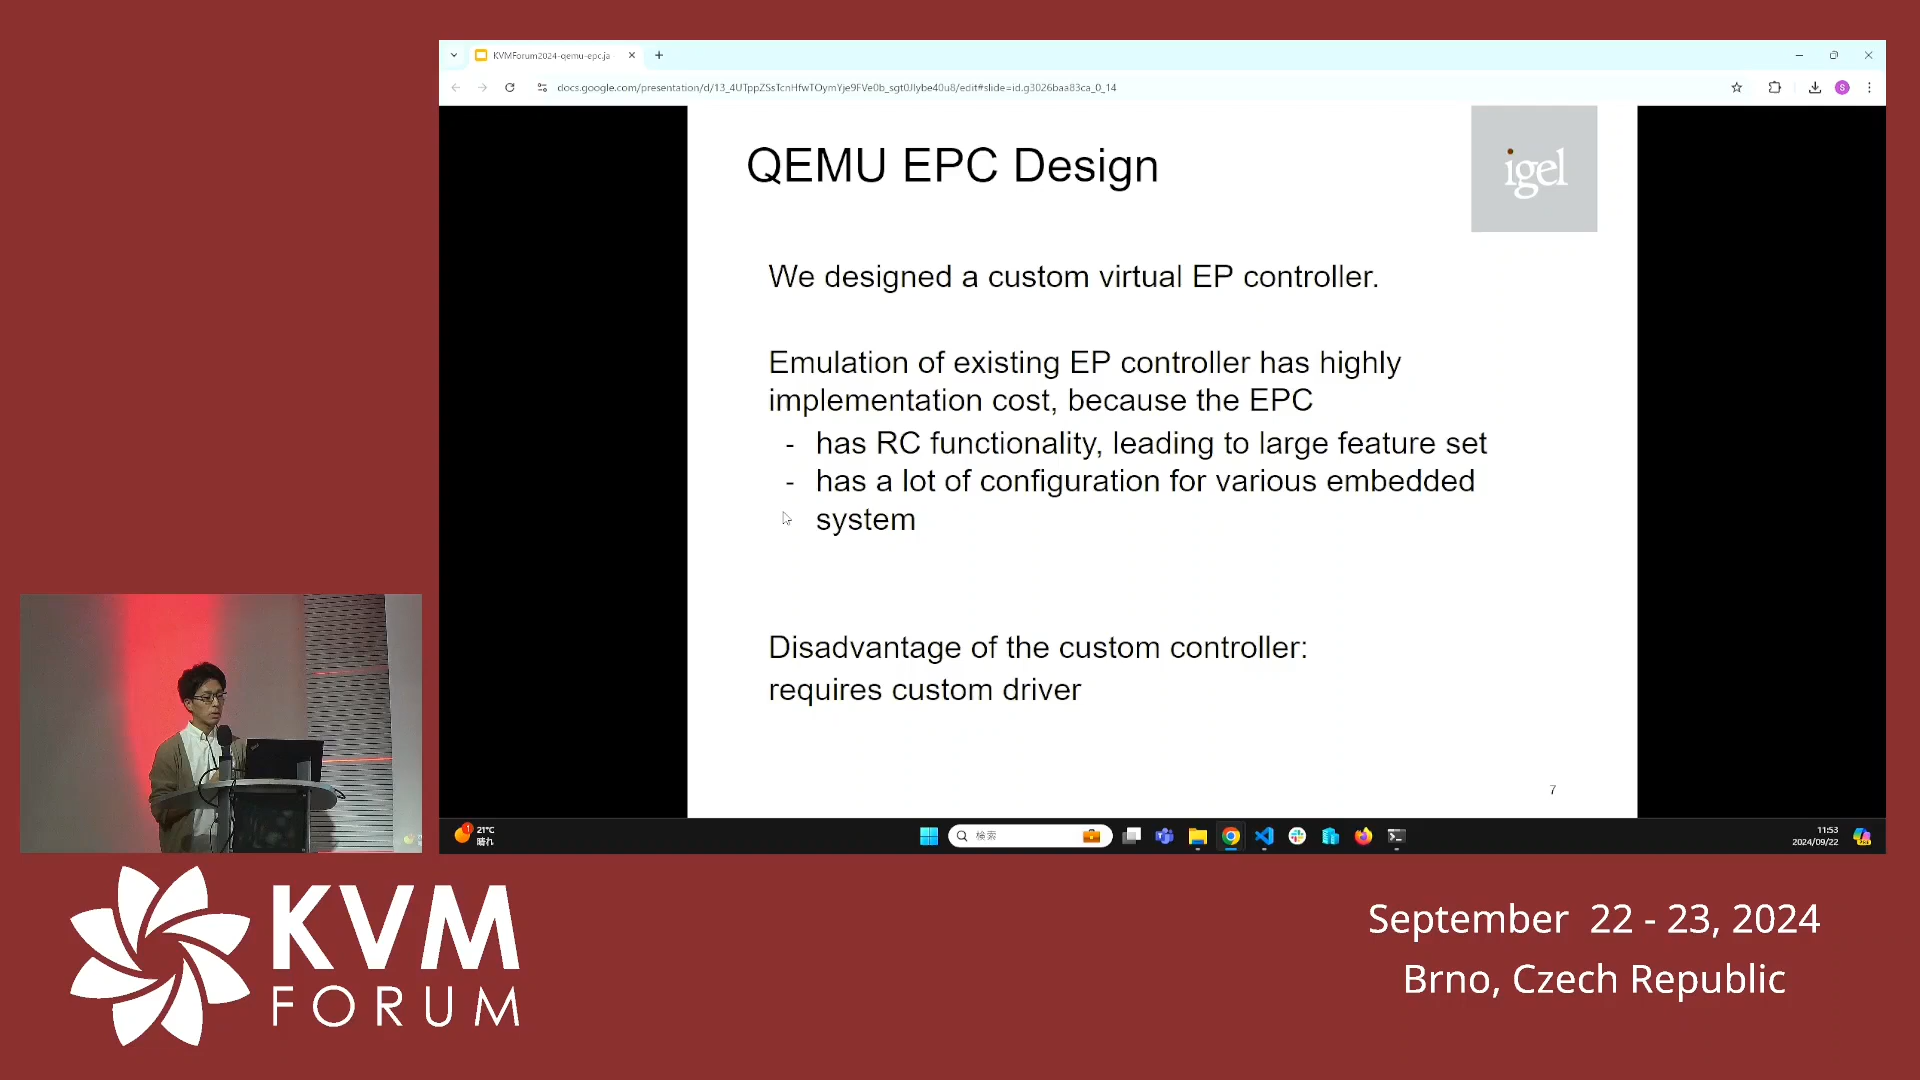 KVMForum2024-qemu-epc.ja
docs.google.com/presentation/d/13_4UTppZSsTcnHfwTOymYje9FVe0b_sgt0Jlybe40u8/edit#slide=id.g3026baa83ca_0_14
S
QEMU EPC Design
igel
We designed a custom virtual EP controller.
Emulation of existing EP controller has highly
implementation cost, because the EPC
- has RC functionality, leading to large feature set
- has a lot of configuration for various embedded
system
Disadvantage of the custom controller:
requires custom driver
7
1
21°C
晴れ
検索
11:53
2024/09/22
KVM
FORUM
September 22 - 23, 2024
Brno, Czech Republic